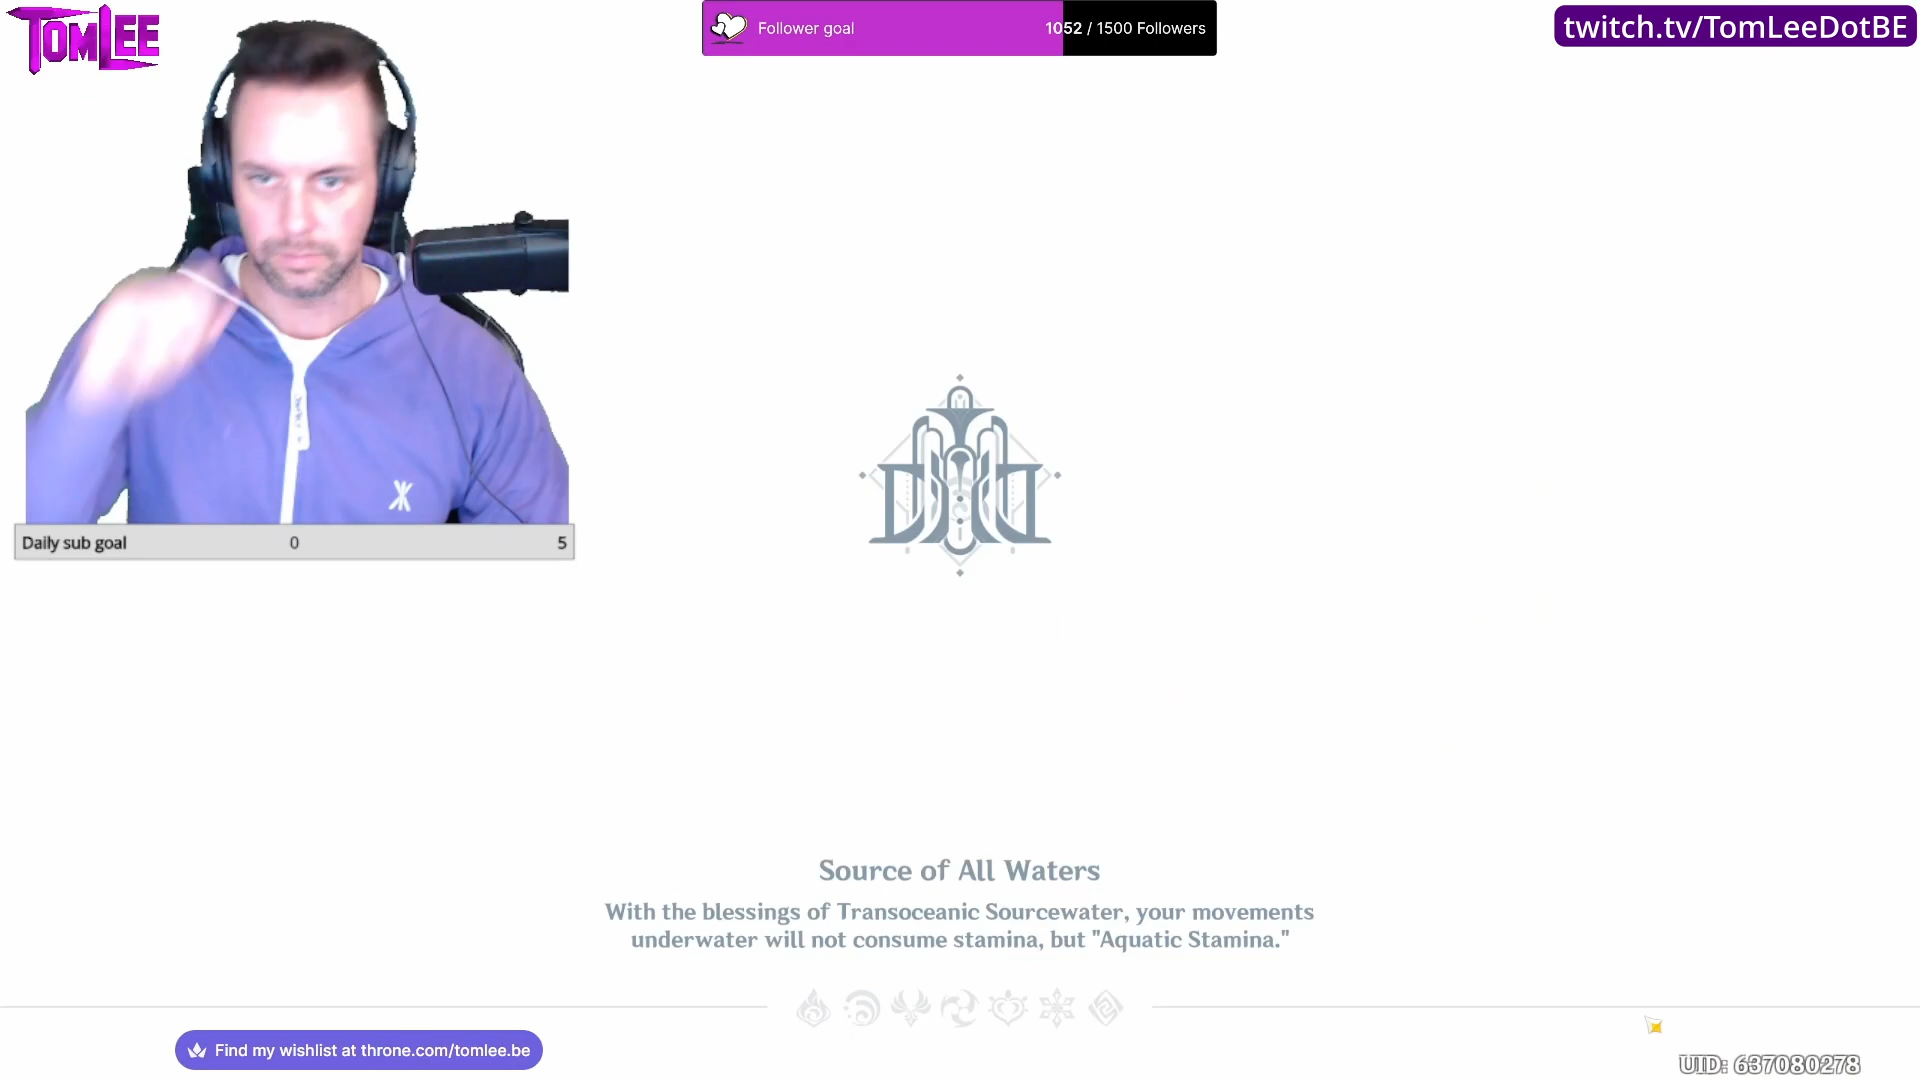 TOMLEE
Follower goal
1052 / 1500 Followers
twitch.tv/TomLeeDotBE
Daily sub goal 0 5
Source of All Waters
With the blessings of Transoceanic Sourcewater, your movements
underwater will not consume stamina, but "Aquatic Stamina."
Find my wishlist at throne.com/tomlee.be
UID: 637080278